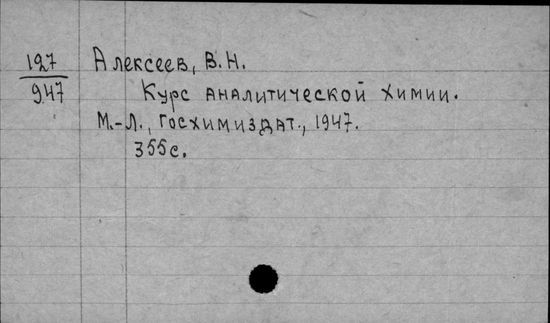 127
947
Алексеев, В.Н.
Курс аналитической химии.
М.-Л., Госхимиздат., 1947.
355с.